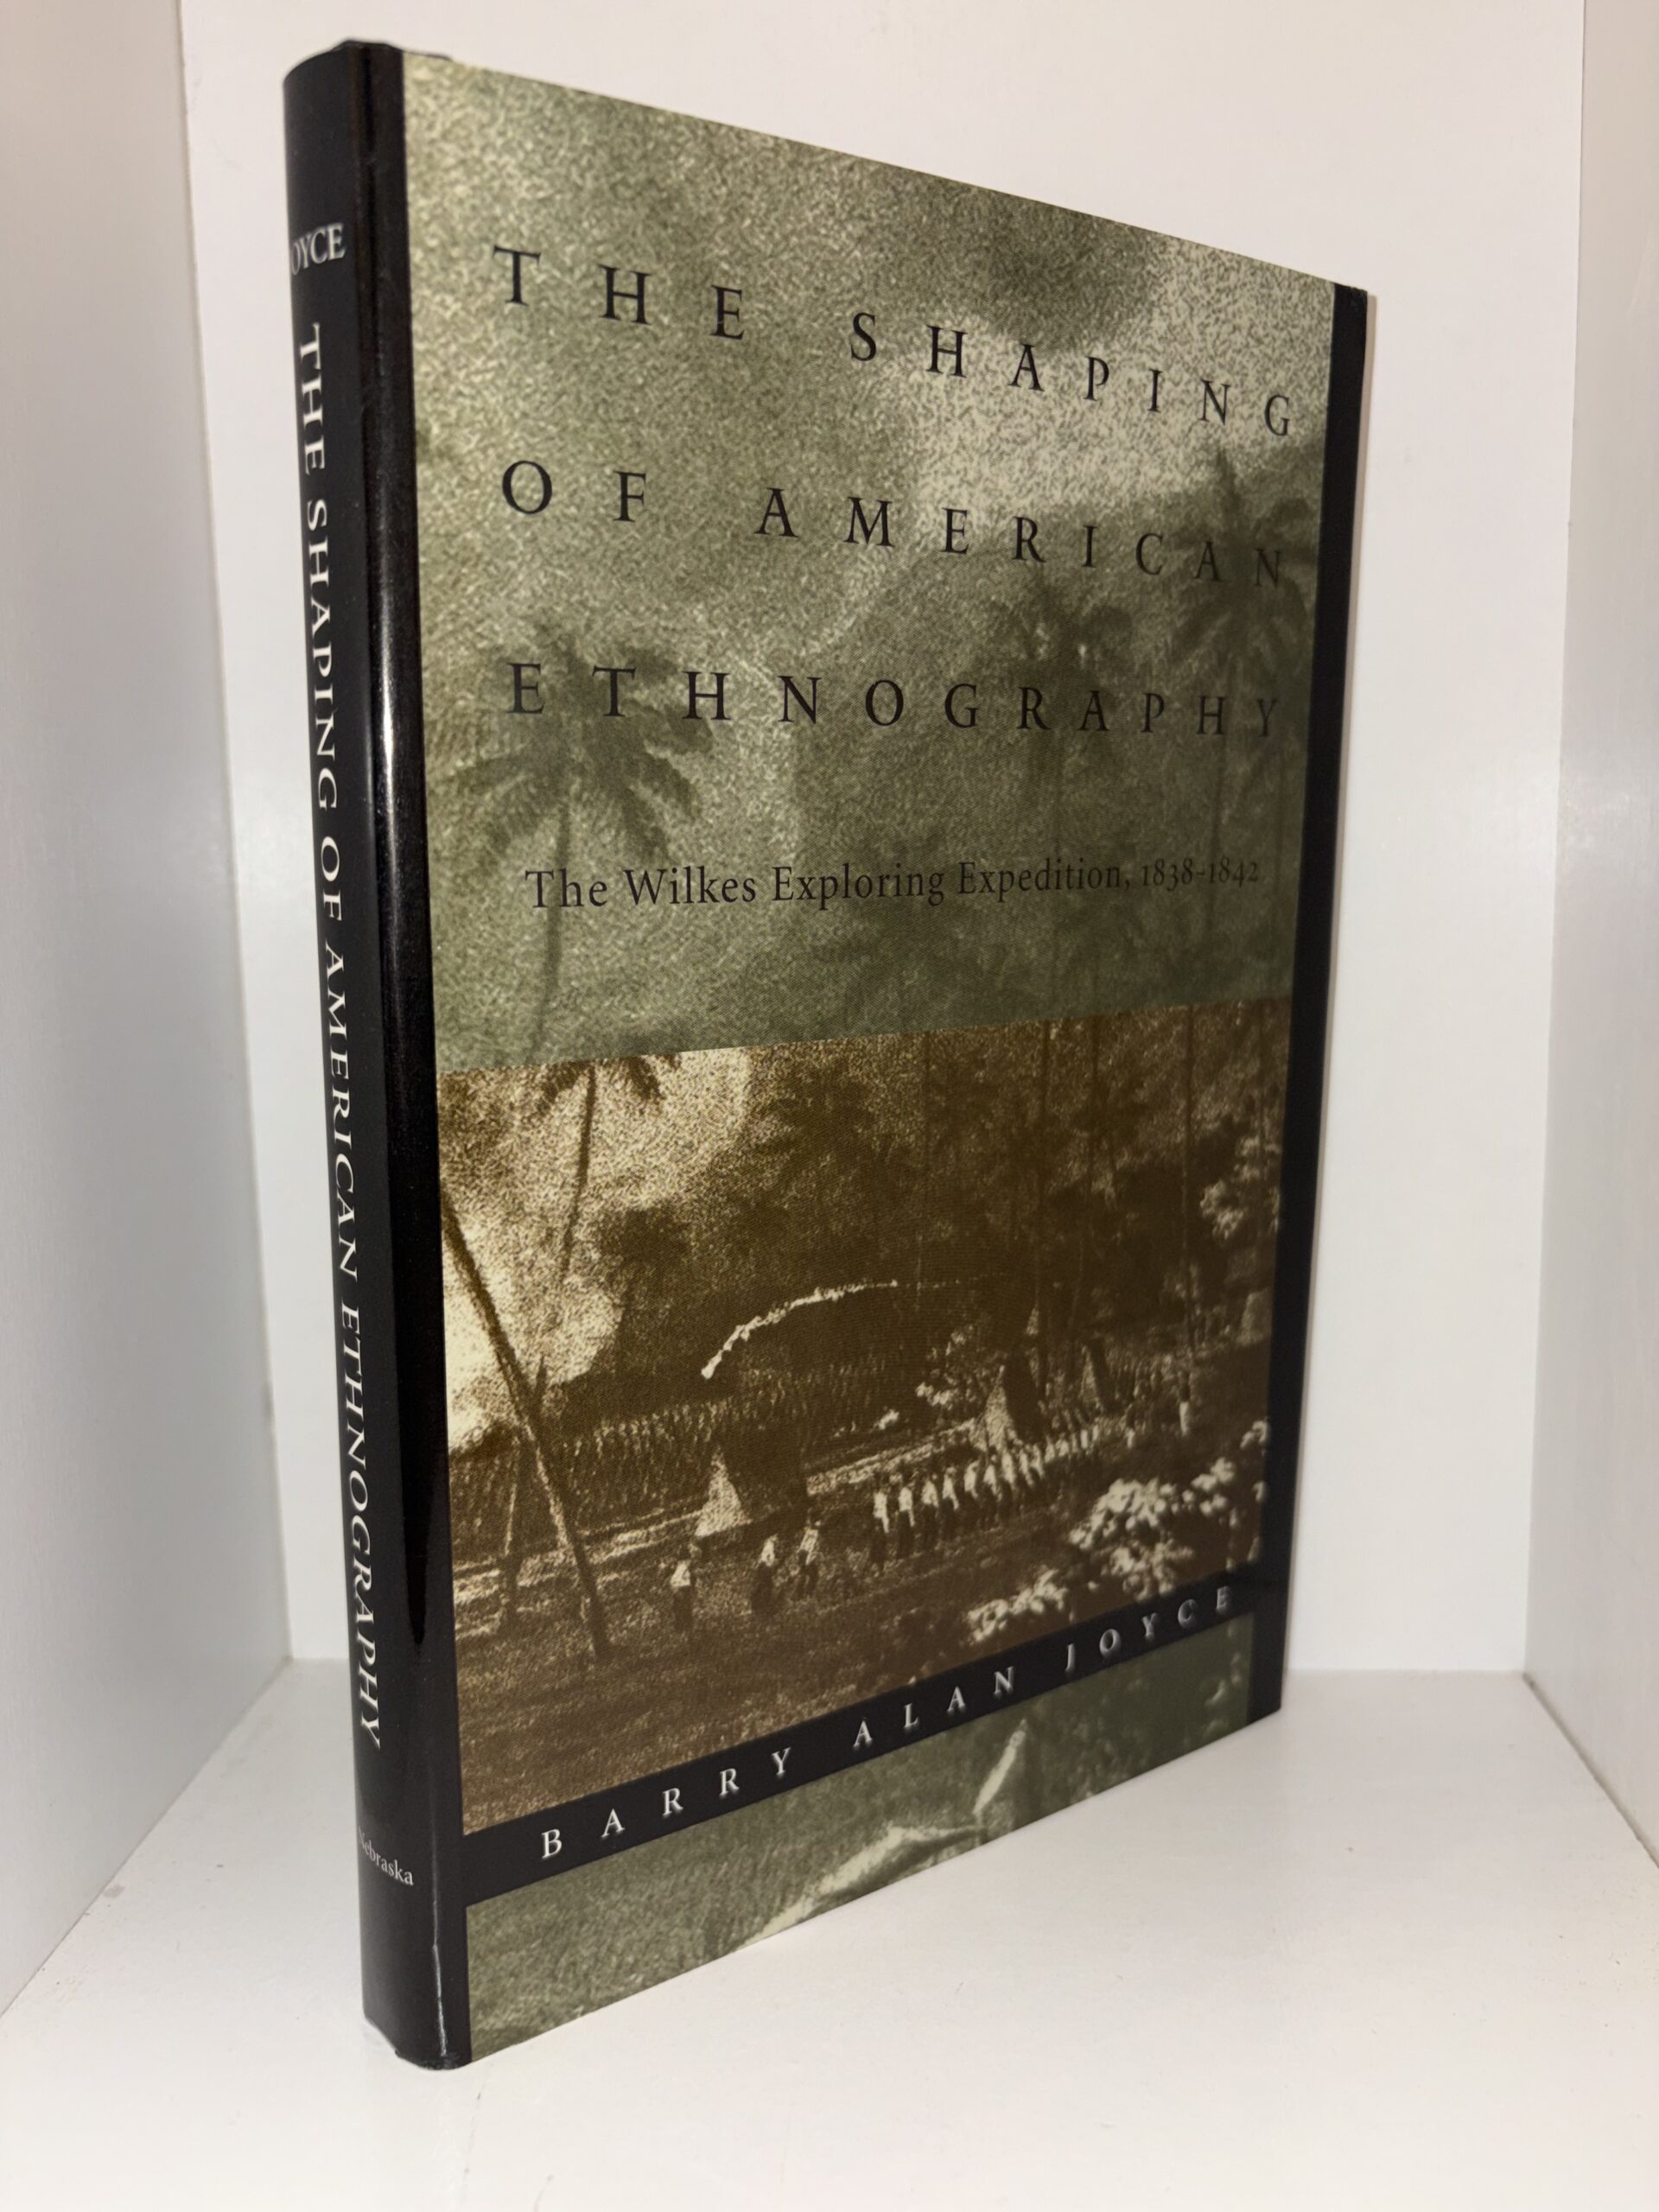 OYCE
THE SHAPING OF AMERICAN ETHNOGRAPHY
Nebraska
THE SHAPING
OF AMERICAN
ETHNOGRAPHY
The Wilkes Exploring Expedition, 1838-1842
BARRY ALAN JOYCE